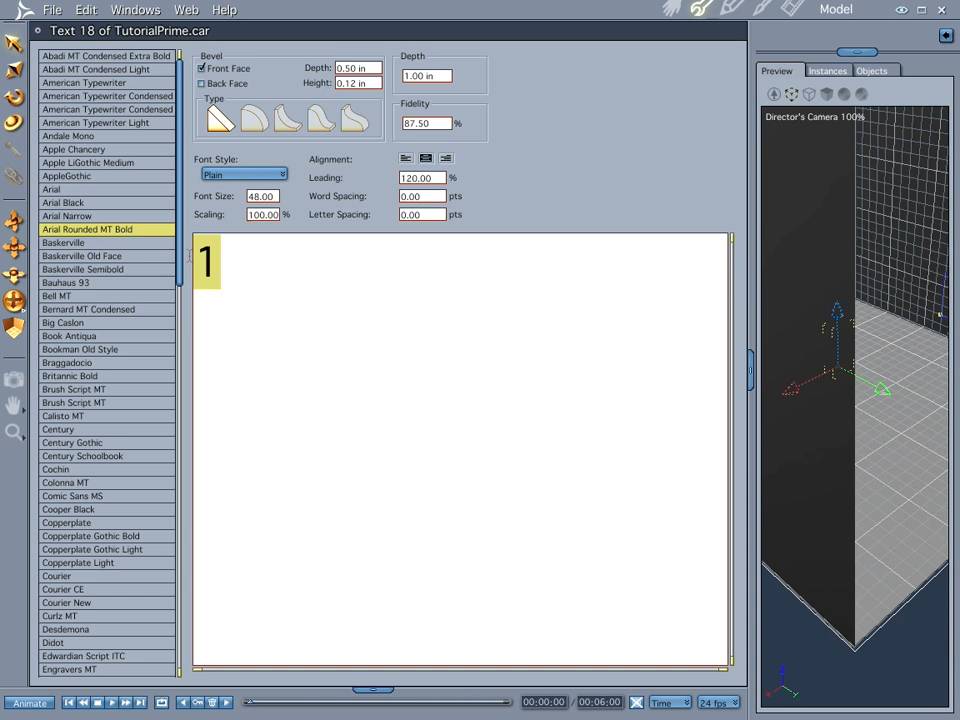 File Edit Windows Web Help Model
Text 18 of TutorialPrime.car
Abadi MT Condensed Extra Bold
Abadi MT Condensed Light
American Typewriter
American Typewriter Condensed
American Typewriter Condensed
American Typewriter Light
Andale Mono
Apple Chancery
Apple LiGothic Medium
AppleGothic
Arial
Arial Black
Arial Narrow
Arial Rounded MT Bold
Baskerville
Baskerville Old Face
Baskerville Semibold
Bauhaus 93
Bell MT
Bernard MT Condensed
Big Caslon
Book Antiqua
Bookman Old Style
Braggadocio
Britannic Bold
Brush Script MT
Brush Script MT
Calisto MT
Century
Century Gothic
Century Schoolbook
Cochin
Colonna MT
Comic Sans MS
Cooper Black
Copperplate
Copperplate Gothic Bold
Copperplate Gothic Light
Copperplate Light
Courier
Courier CE
Courier New
Curlz MT
Desdemona
Didot
Edwardian Script ITC
Engravers MT
Bevel
Front Face Depth: 0.50 in
Back Face Height: 0.12 in
Type
Depth
1.00 in
Fidelity
87.50 %
Font Style: Alignment:
Plain Leading: 120.00 %
Font Size: 48.00 Word Spacing: 0.00 pts
Scaling: 100.00 % Letter Spacing: 0.00 pts
1
Preview Instances Objects
Director's Camera 100%
Animate 00:00:00 / 00:06:00 Time 24 fps